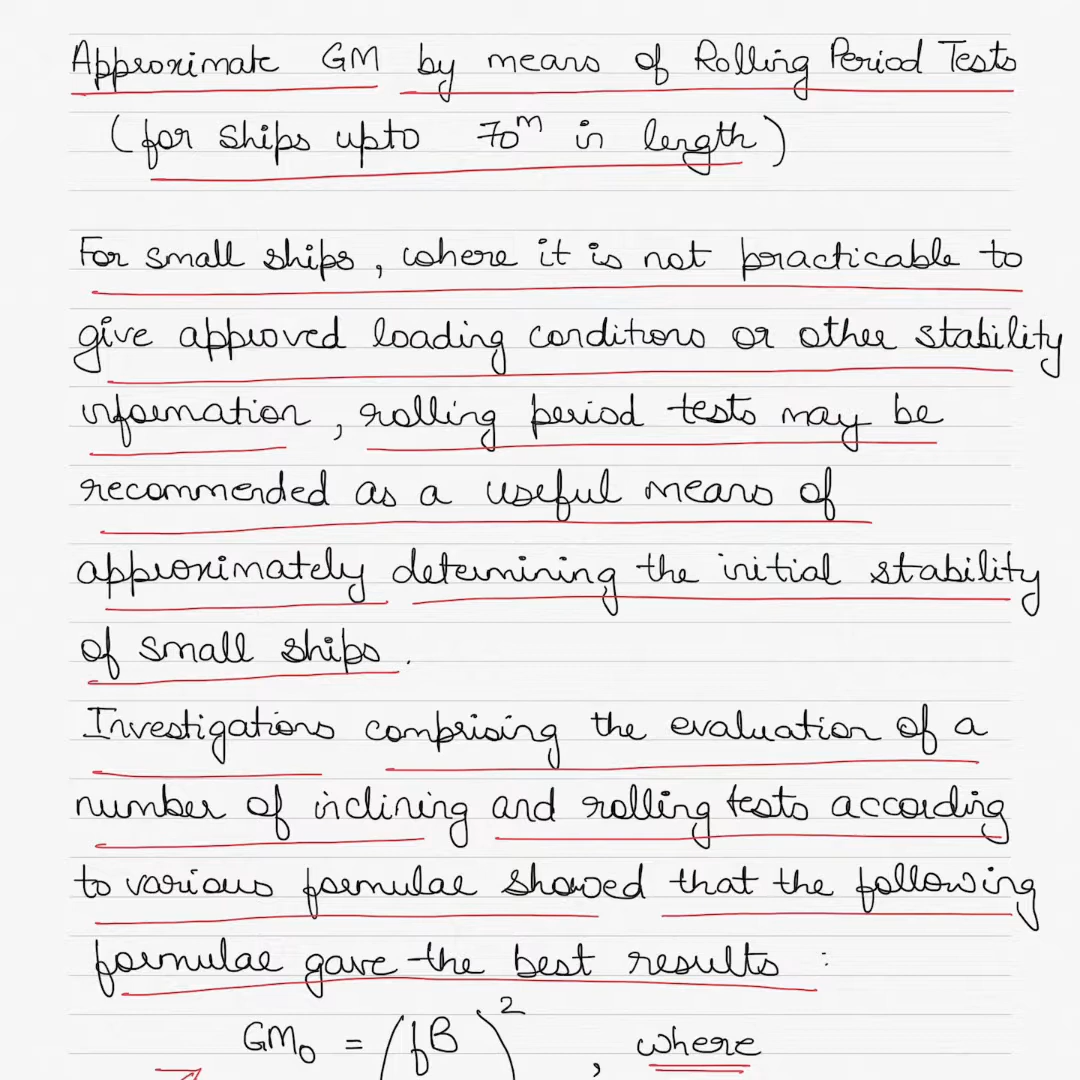 Approximate GM by means of Rolling Period Tests
(for ships upto 70m in length)
For small ships, where it is not practicable to
give approved loading conditions or other stability
information, rolling period tests may be
recommended as a useful means of
approximately determining the initial stability
of small ships.
Investigations comprising the evaluation of a
number of inclining and rolling tests according
to various formulae showed that the following
formulae gave the best results :
GM₀ = (fB )², where